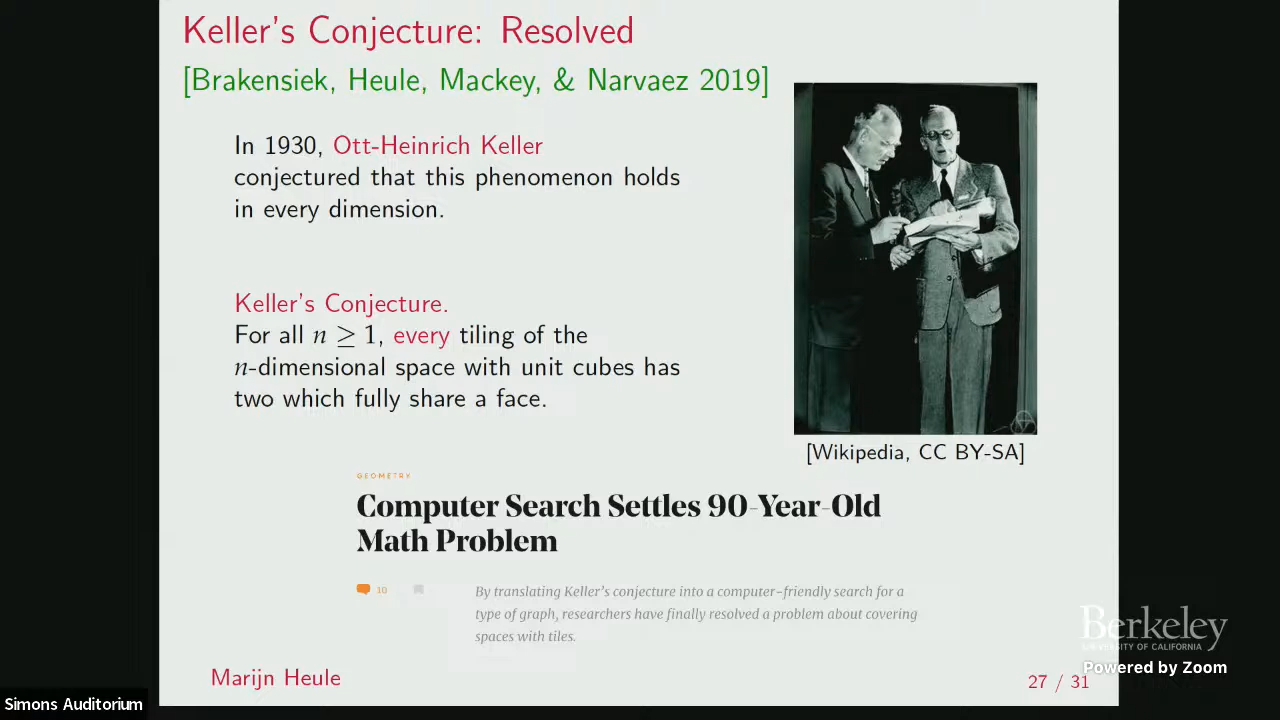 Keller's Conjecture: Resolved
[Brakensiek, Heule, Mackey, & Narvaez 2019]
In 1930, Ott-Heinrich Keller
conjectured that this phenomenon holds
in every dimension.
Keller's Conjecture.
For all n ≥ 1, every tiling of the
n-dimensional space with unit cubes has
two which fully share a face.
[Wikipedia, CC BY-SA]
GEOMETRY
Computer Search Settles 90-Year-Old
Math Problem
10
By translating Keller's conjecture into a computer-friendly search for a
type of graph, researchers have finally resolved a problem about covering
spaces with tiles.
Berkeley
UNIVERSITY OF CALIFORNIA
Powered by Zoom
Marijn Heule
27 / 31
Simons Auditorium